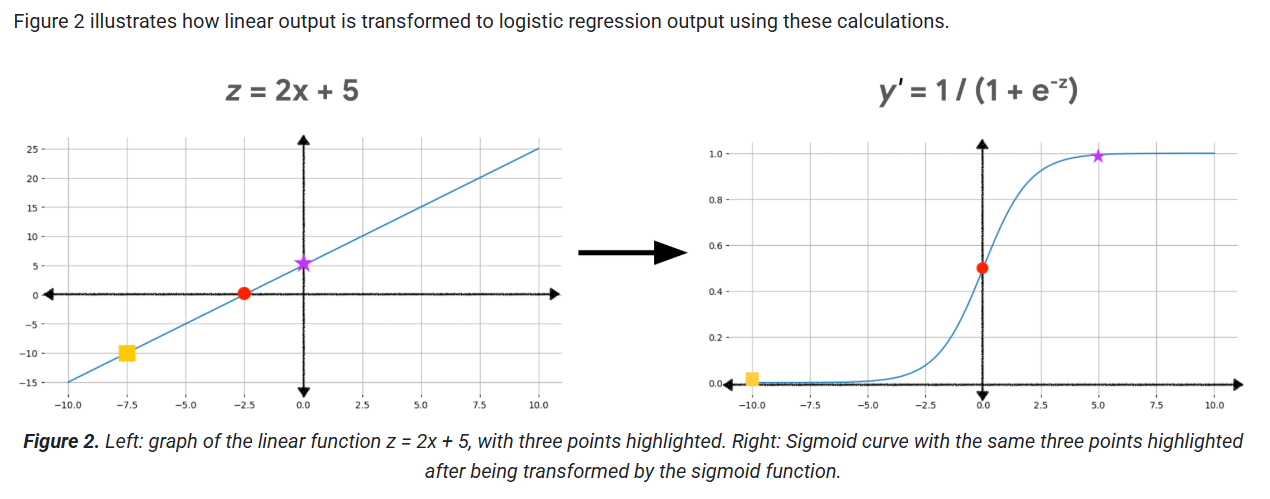 Figure 2 illustrates how linear output is transformed to logistic regression output using these calculations.
z = 2x + 5
y' = 1 / (1 + e⁻ᶻ)
25
20
15
10
5
0
−5
−10
−15
−10.0 −7.5 −5.0 −2.5 0.0 2.5 5.0 7.5 10.0
1.0
0.8
0.6
0.4
0.2
0.0
−10.0 −7.5 −5.0 −2.5 0.0 2.5 5.0 7.5 10.0
Figure 2. Left: graph of the linear function z = 2x + 5, with three points highlighted. Right: Sigmoid curve with the same three points highlighted
after being transformed by the sigmoid function.